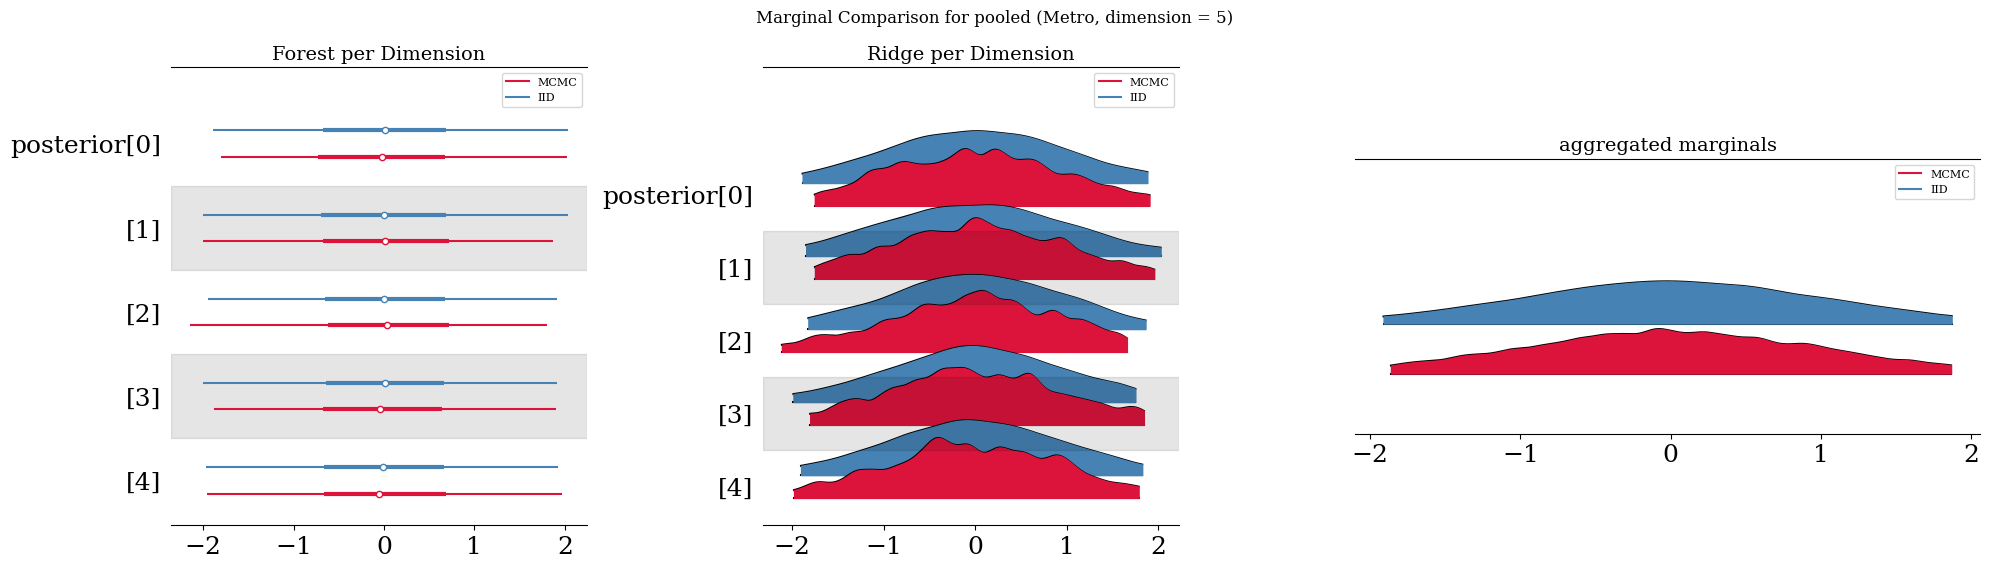 Marginal Comparison for pooled (Metro, dimension = 5)
Forest per Dimension
MCMC
IID
posterior[0]
[1]
[2]
[3]
[4]
−2 −1 0 1 2
Ridge per Dimension
MCMC
IID
posterior[0]
[1]
[2]
[3]
[4]
−2 −1 0 1 2
aggregated marginals
MCMC
IID
−2 −1 0 1 2